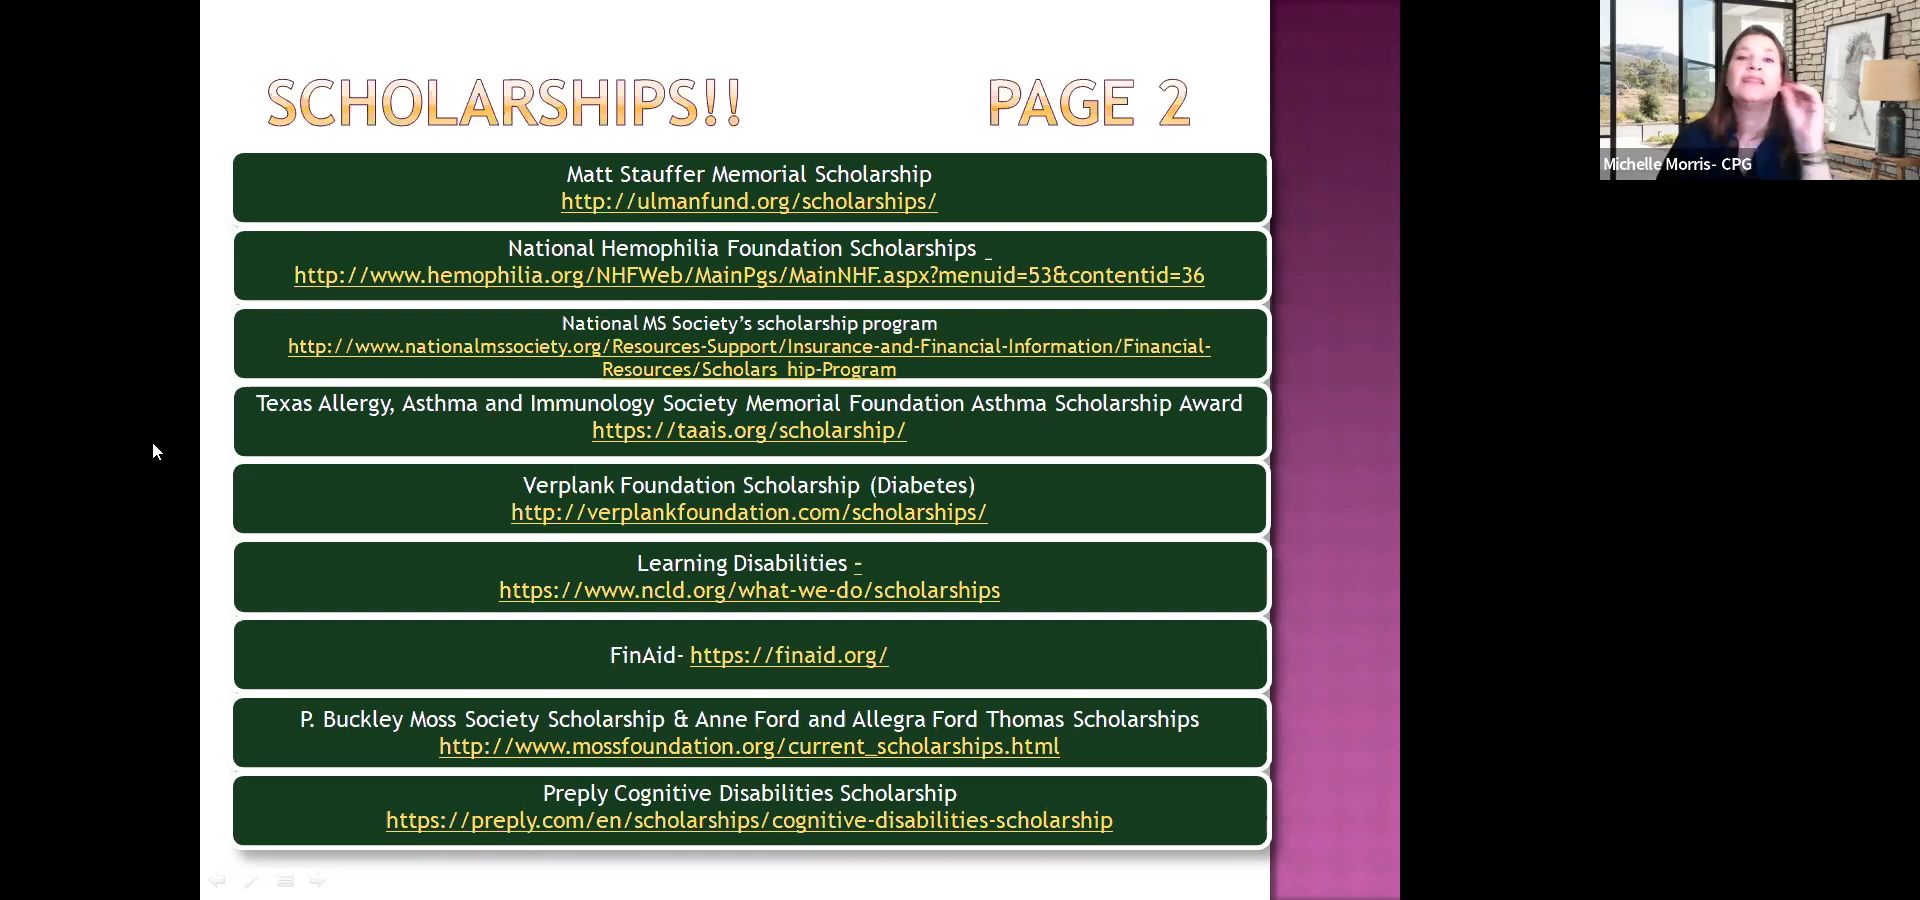 SCHOLARSHIPS!! PAGE 2
Matt Stauffer Memorial Scholarship
http://ulmanfund.org/scholarships/
National Hemophilia Foundation Scholarships _
http://www.hemophilia.org/NHFWeb/MainPgs/MainNHF.aspx?menuid=53&contentid=36
National MS Society’s scholarship program
http://www.nationalmssociety.org/Resources-Support/Insurance-and-Financial-Information/Financial-
Resources/Scholars hip-Program
Texas Allergy, Asthma and Immunology Society Memorial Foundation Asthma Scholarship Award
https://taais.org/scholarship/
Verplank Foundation Scholarship (Diabetes)
http://verplankfoundation.com/scholarships/
Learning Disabilities –
https://www.ncld.org/what-we-do/scholarships
FinAid- https://finaid.org/
P. Buckley Moss Society Scholarship & Anne Ford and Allegra Ford Thomas Scholarships
http://www.mossfoundation.org/current_scholarships.html
Preply Cognitive Disabilities Scholarship
https://preply.com/en/scholarships/cognitive-disabilities-scholarship
Michelle Morris- CPG